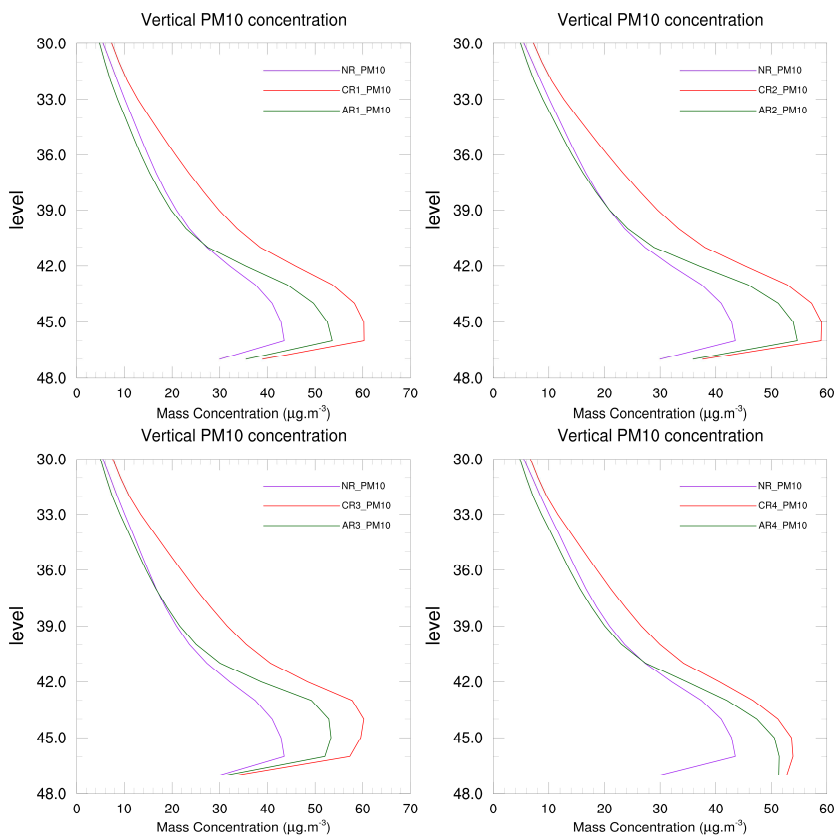 Vertical PM10 concentration
30.0
33.0
36.0
39.0
42.0
45.0
48.0
level
NR_PM10
CR1_PM10
AR1_PM10
0 10 20 30 40 50 60 70
Mass Concentration (μg.m⁻³)
Vertical PM10 concentration
30.0
33.0
36.0
39.0
42.0
45.0
48.0
level
NR_PM10
CR2_PM10
AR2_PM10
0 10 20 30 40 50 60
Mass Concentration (μg.m⁻³)
Vertical PM10 concentration
30.0
33.0
36.0
39.0
42.0
45.0
48.0
level
NR_PM10
CR3_PM10
AR3_PM10
0 10 20 30 40 50 60 70
Mass Concentration (μg.m⁻³)
Vertical PM10 concentration
30.0
33.0
36.0
39.0
42.0
45.0
48.0
level
NR_PM10
CR4_PM10
AR4_PM10
0 10 20 30 40 50 60
Mass Concentration (μg.m⁻³)